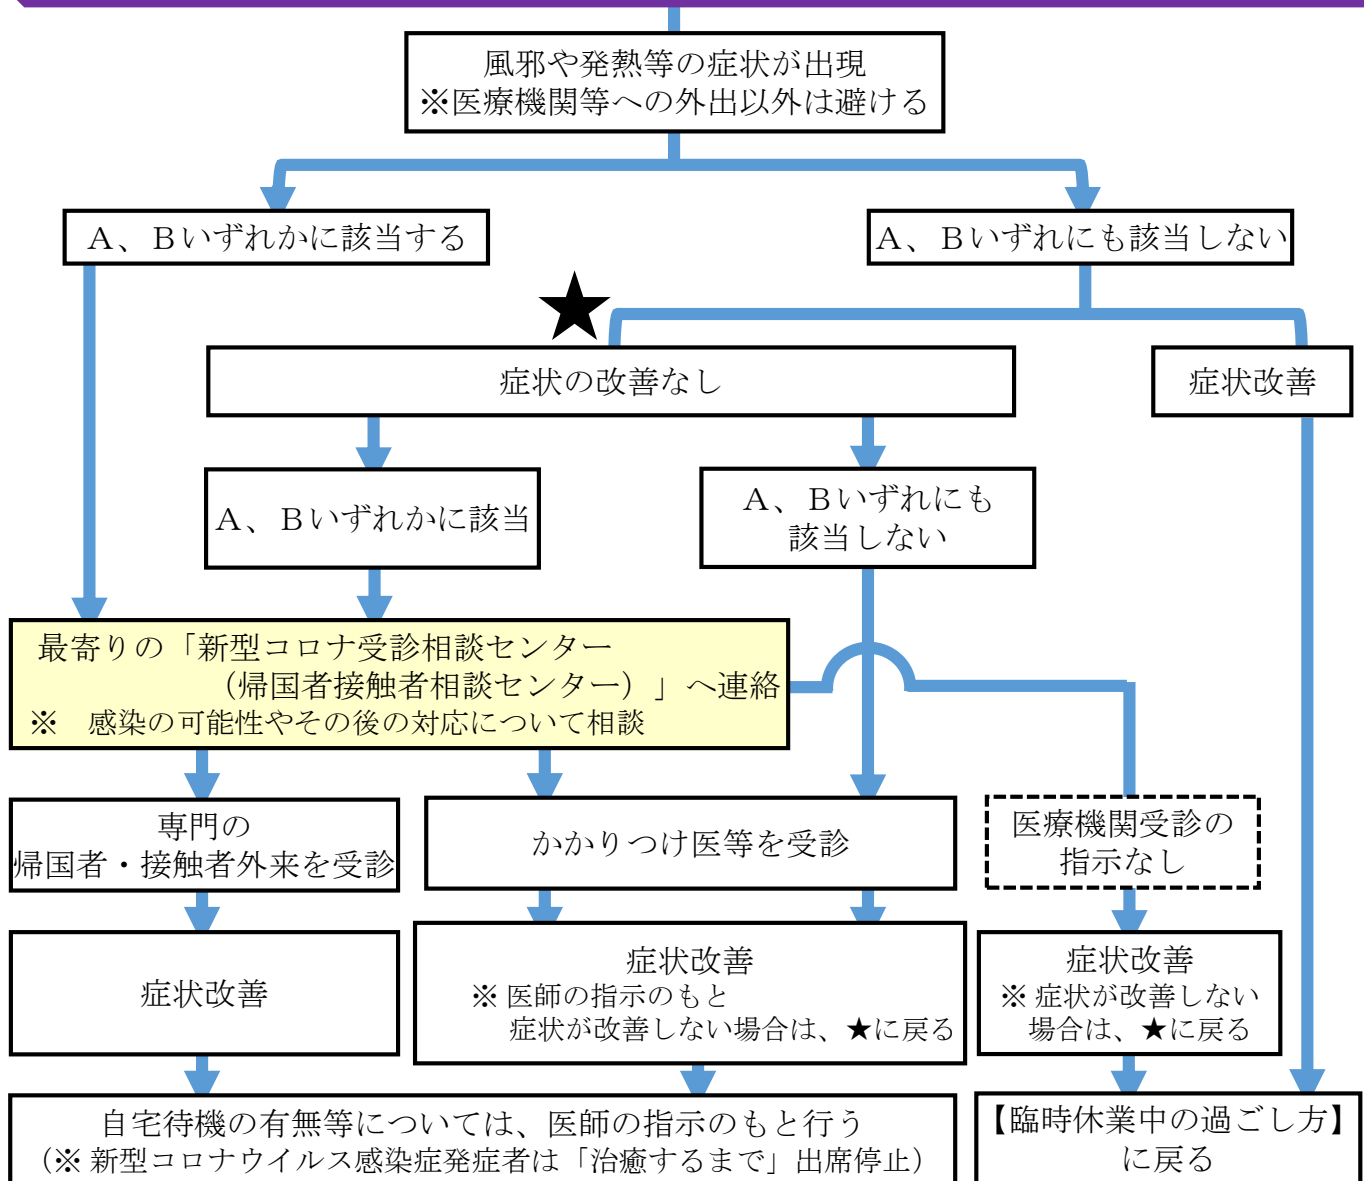 風邪や発熱等の症状が出現
※医療機関等への外出以外は避ける
Ａ、Ｂいずれかに該当する
Ａ、Ｂいずれにも該当しない
★
症状の改善なし
症状改善
Ａ、Ｂいずれかに該当
Ａ、Ｂいずれにも
該当しない
最寄りの「新型コロナ受診相談センター
（帰国者接触者相談センター）」へ連絡
※　感染の可能性やその後の対応について相談
専門の
帰国者・接触者外来を受診
かかりつけ医等を受診
医療機関受診の
指示なし
症状改善
症状改善
※ 医師の指示のもと
症状が改善しない場合は、★に戻る
症状改善
※ 症状が改善しない
場合は、★に戻る
自宅待機の有無等については、医師の指示のもと行う
（※ 新型コロナウイルス感染症発症者は「治癒するまで」出席停止）
【臨時休業中の過ごし方】
に戻る